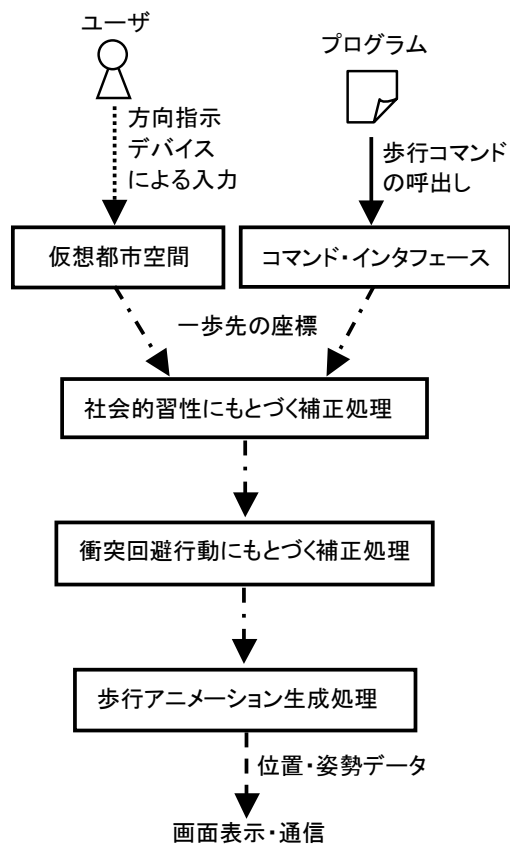 ユーザ
プログラム
方向指示
デバイス
による入力
歩行コマンド
の呼出し
仮想都市空間
コマンド・インタフェース
一歩先の座標
社会的習性にもとづく補正処理
衝突回避行動にもとづく補正処理
歩行アニメーション生成処理
位置・姿勢データ
画面表示・通信